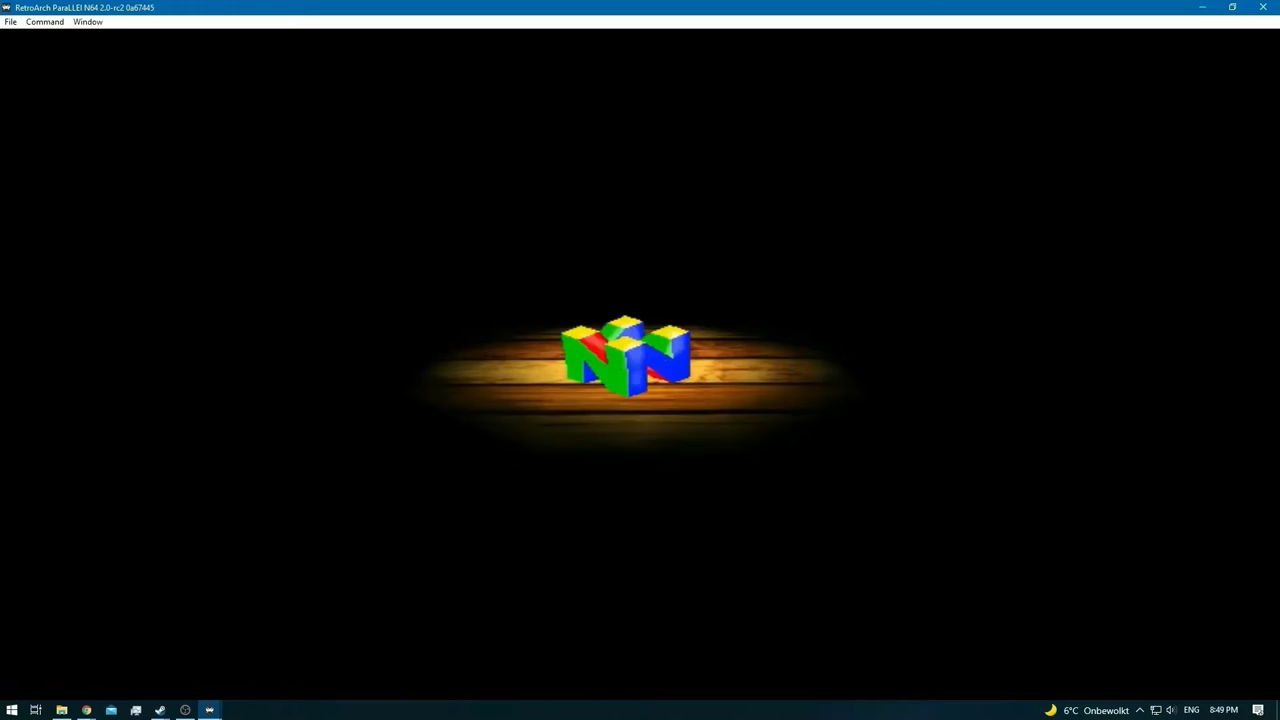 RetroArch ParaLLEl N64 2.0-rc2 0a67445
File Command Window
6°C Onbewolkt ENG 8:49 PM